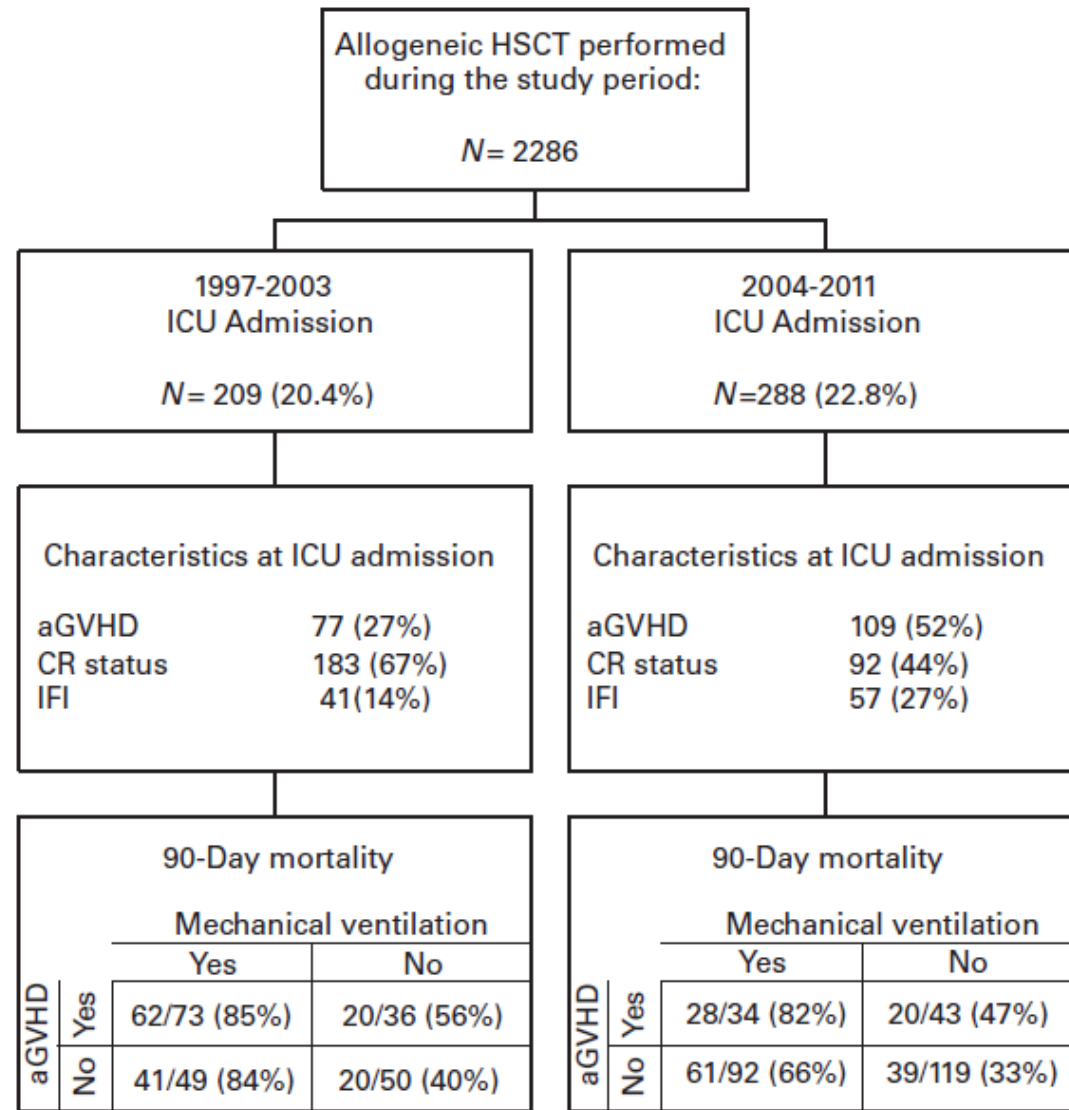 Allogeneic HSCT performed
during the study period:
N= 2286
1997-2003
ICU Admission
N= 209 (20.4%)
2004-2011
ICU Admission
N=288 (22.8%)
Characteristics at ICU admission
aGVHD 77 (27%)
CR status 183 (67%)
IFI 41(14%)
Characteristics at ICU admission
aGVHD 109 (52%)
CR status 92 (44%)
IFI 57 (27%)
90-Day mortality
Mechanical ventilation
Yes No
aGVHD
Yes 62/73 (85%) 20/36 (56%)
No 41/49 (84%) 20/50 (40%)
90-Day mortality
Mechanical ventilation
Yes No
aGVHD
Yes 28/34 (82%) 20/43 (47%)
No 61/92 (66%) 39/119 (33%)